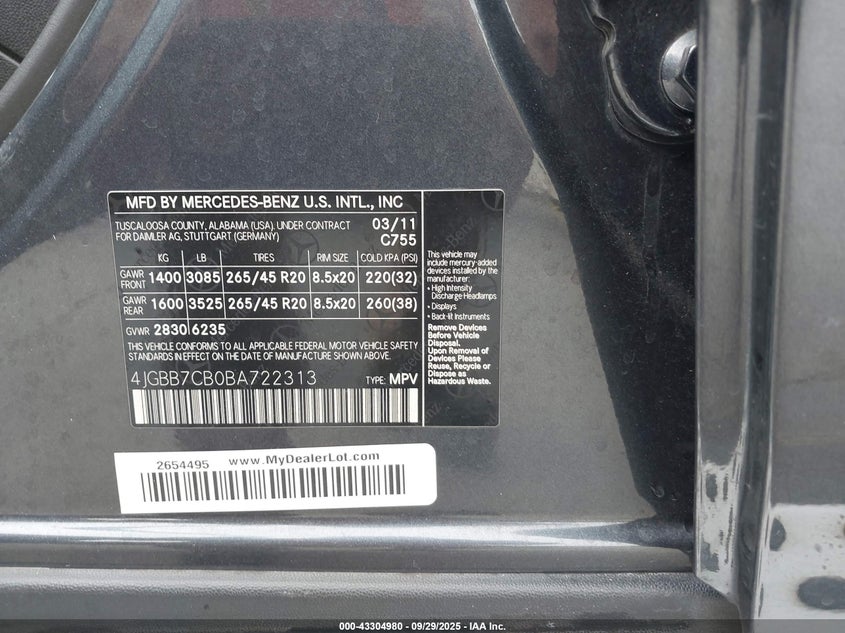 MFD BY MERCEDES-BENZ U.S. INTL., INC
TUSCALOOSA COUNTY, ALABAMA (USA). UNDER CONTRACT 03/11
FOR DAIMLER AG, STUTTGART (GERMANY) C755
KG LB TIRES RIM SIZE COLD KPA (PSI)
GAWR FRONT 1400 3085 265/45 R20 8.5x20 220(32)
GAWR REAR 1600 3525 265/45 R20 8.5x20 260(38)
GVWR 2830 6235
THIS VEHICLE CONFORMS TO ALL APPLICABLE FEDERAL MOTOR VEHICLE SAFETY
STANDARDS IN EFFECT ON THE DATE OF MANUFACTURE SHOWN ABOVE.
4JGBB7CB0BA722313 TYPE: MPV
This vehicle may
include mercury-added
devices installed by the
manufacturer:
• High Intensity
Discharge Headlamps
• Displays
• Back-lit Instruments
Remove Devices
Before Vehicle
Disposal.
Upon Removal of
Devices Please
Reuse, Recycle or
Dispose as
Hazardous Waste.
2654495 www.MyDealerLot.com
000-43304980 - 09/29/2025 - IAA Inc.